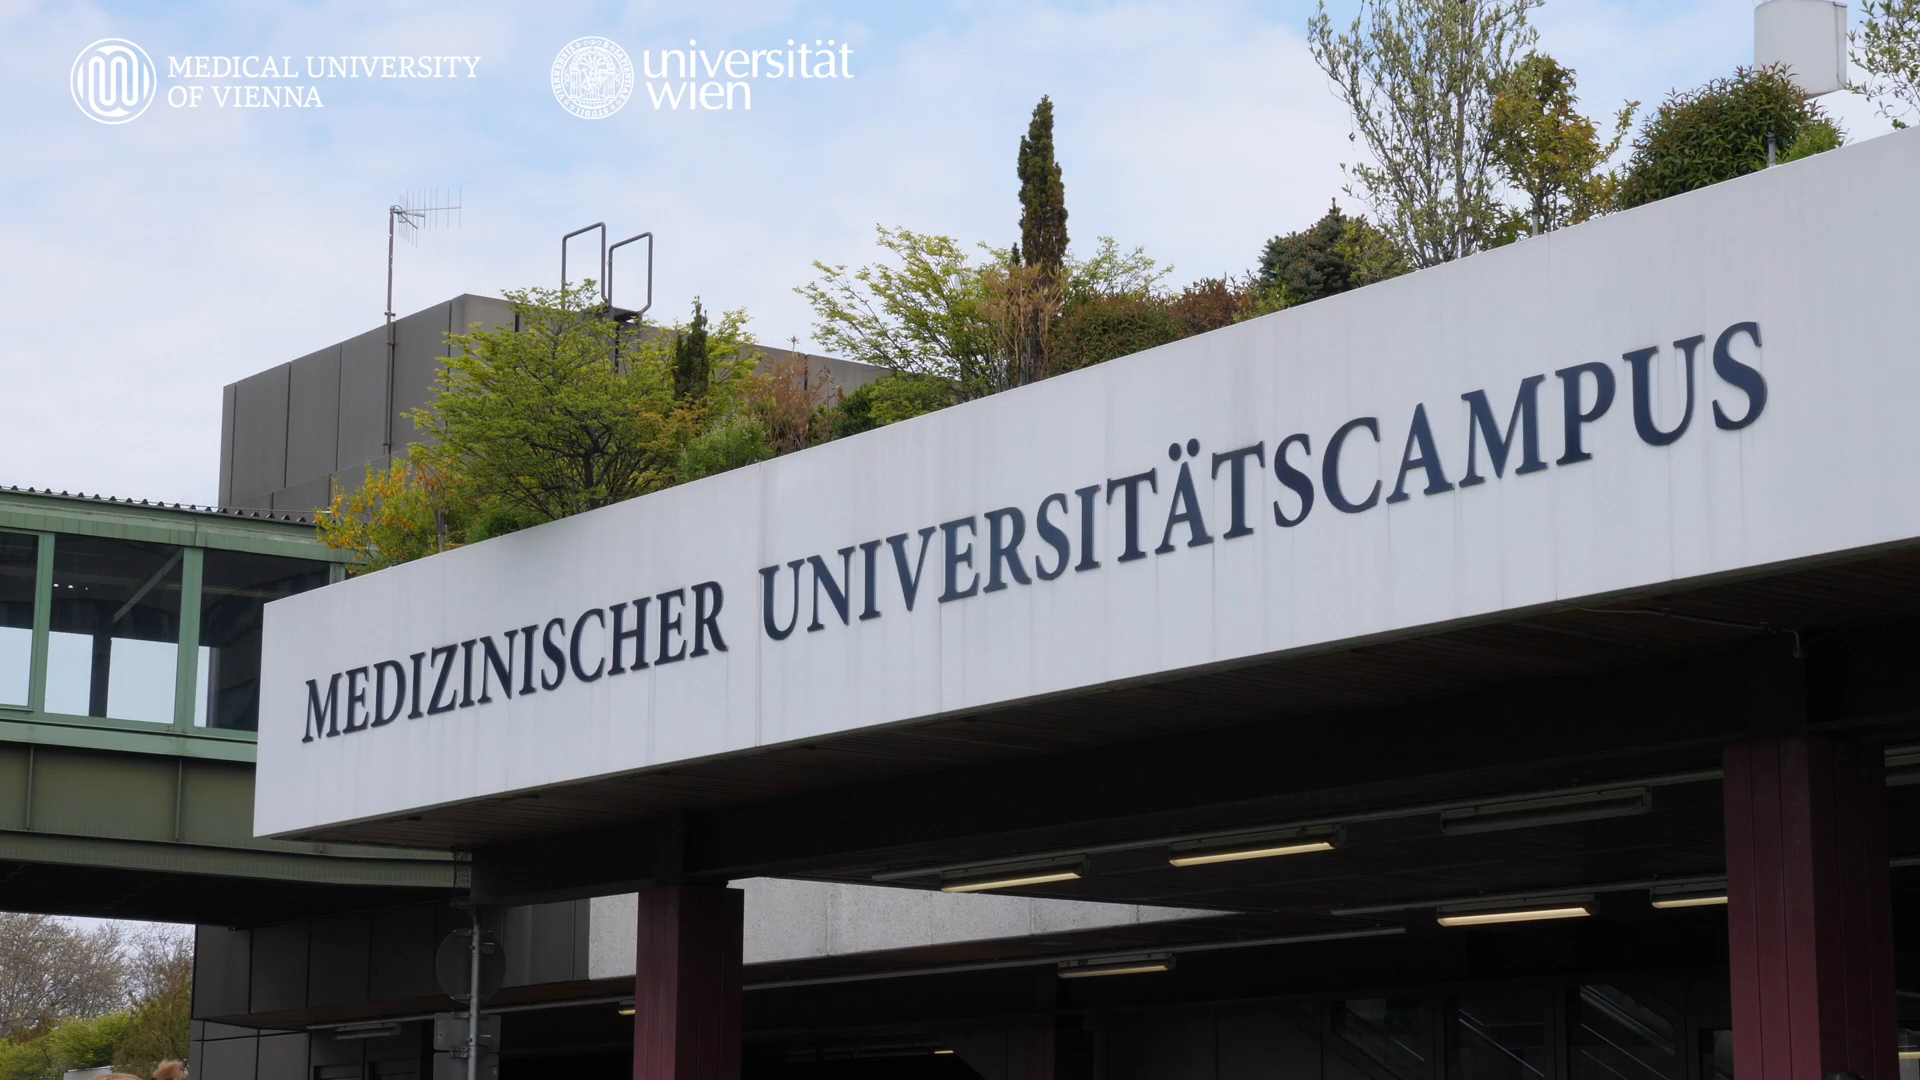 MEDICAL UNIVERSITY
OF VIENNA
universität
wien
MEDIZINISCHER UNIVERSITÄTSCAMPUS